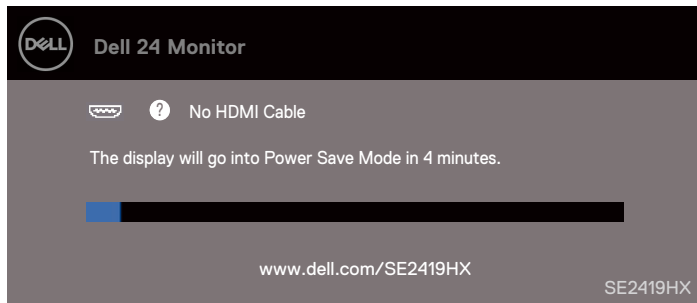 DELL
Dell 24 Monitor
? No HDMI Cable
The display will go into Power Save Mode in 4 minutes.
www.dell.com/SE2419HX
SE2419HX